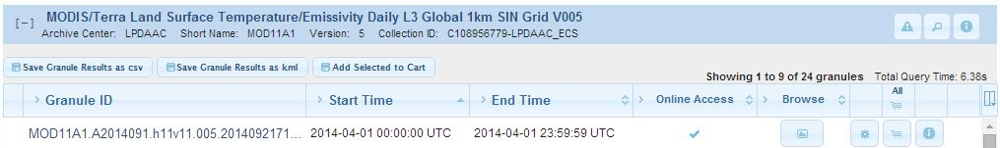 [-] MODIS/Terra Land Surface Temperature/Emissivity Daily L3 Global 1km SIN Grid V005
Archive Center: LPDAAC Short Name: MOD11A1 Version: 5 Collection ID: C108956779-LPDAAC_ECS
Save Granule Results as csv Save Granule Results as kml Add Selected to Cart
Showing 1 to 9 of 24 granules Total Query Time: 6.38s
Granule ID Start Time End Time Online Access Browse All
MOD11A1.A2014091.h11v11.005.2014092171... 2014-04-01 00:00:00 UTC 2014-04-01 23:59:59 UTC